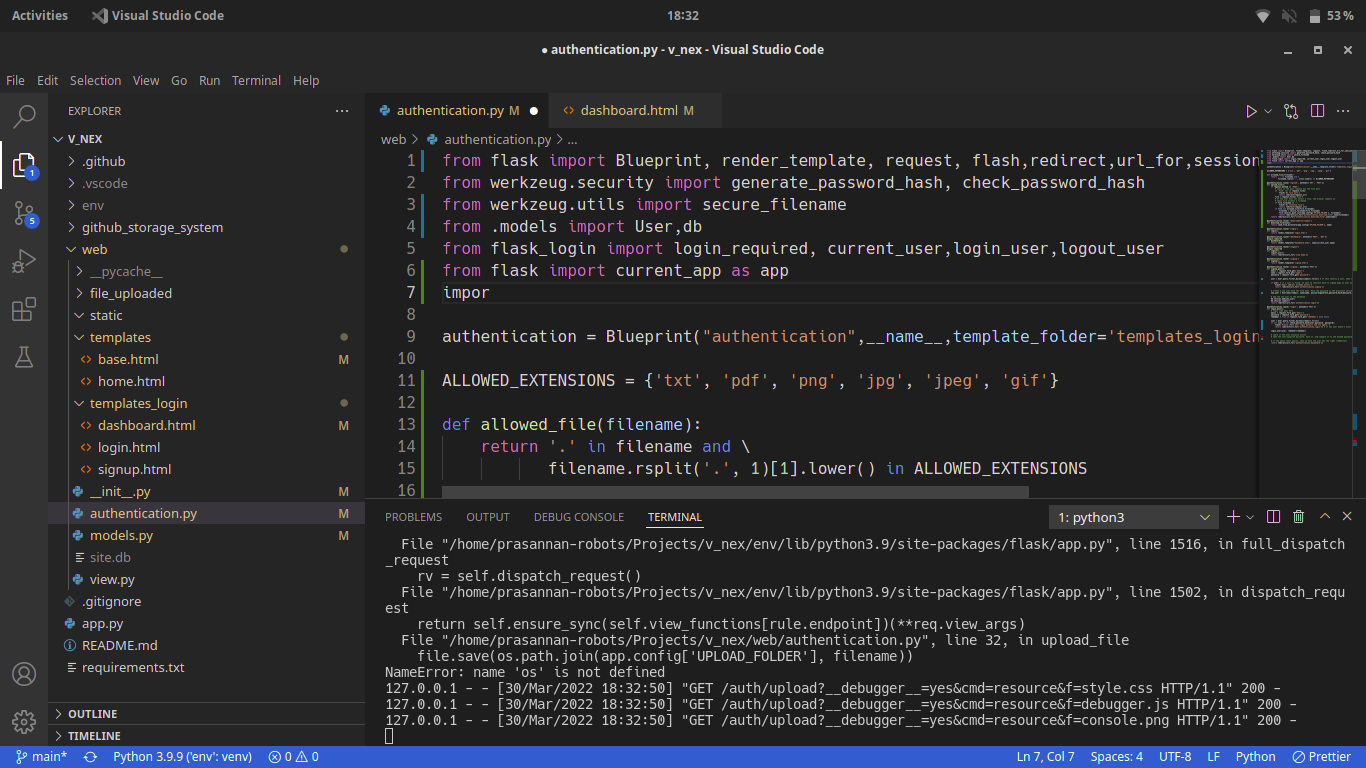 Activities Visual Studio Code 18:32 53 %
● authentication.py - v_nex - Visual Studio Code
File Edit Selection View Go Run Terminal Help
EXPLORER
V_NEX
.github
.vscode
env
github_storage_system
web
__pycache__
file_uploaded
static
templates
base.html M
home.html
templates_login
dashboard.html M
login.html
signup.html
__init__.py M
authentication.py M
models.py M
site.db
view.py
.gitignore
app.py
README.md
requirements.txt
OUTLINE
TIMELINE
1
5
authentication.py M ● dashboard.html M
web > authentication.py > ...
1 from flask import Blueprint, render_template, request, flash,redirect,url_for,session
2 from werkzeug.security import generate_password_hash, check_password_hash
3 from werkzeug.utils import secure_filename
4 from .models import User,db
5 from flask_login import login_required, current_user,login_user,logout_user
6 from flask import current_app as app
7 impor
8
9 authentication = Blueprint("authentication",__name__,template_folder='templates_login
10
11 ALLOWED_EXTENSIONS = {'txt', 'pdf', 'png', 'jpg', 'jpeg', 'gif'}
12
13 def allowed_file(filename):
14 return '.' in filename and \
15 filename.rsplit('.', 1)[1].lower() in ALLOWED_EXTENSIONS
16
PROBLEMS OUTPUT DEBUG CONSOLE TERMINAL 1: python3
File "/home/prasannan-robots/Projects/v_nex/env/lib/python3.9/site-packages/flask/app.py", line 1516, in full_dispatch
_request
rv = self.dispatch_request()
File "/home/prasannan-robots/Projects/v_nex/env/lib/python3.9/site-packages/flask/app.py", line 1502, in dispatch_requ
est
return self.ensure_sync(self.view_functions[rule.endpoint])(**req.view_args)
File "/home/prasannan-robots/Projects/v_nex/web/authentication.py", line 32, in upload_file
file.save(os.path.join(app.config['UPLOAD_FOLDER'], filename))
NameError: name 'os' is not defined
127.0.0.1 - - [30/Mar/2022 18:32:50] "GET /auth/upload?__debugger__=yes&cmd=resource&f=style.css HTTP/1.1" 200 -
127.0.0.1 - - [30/Mar/2022 18:32:50] "GET /auth/upload?__debugger__=yes&cmd=resource&f=debugger.js HTTP/1.1" 200 -
127.0.0.1 - - [30/Mar/2022 18:32:50] "GET /auth/upload?__debugger__=yes&cmd=resource&f=console.png HTTP/1.1" 200 -
main* Python 3.9.9 ('env': venv) 0 0 Ln 7, Col 7 Spaces: 4 UTF-8 LF Python Prettier